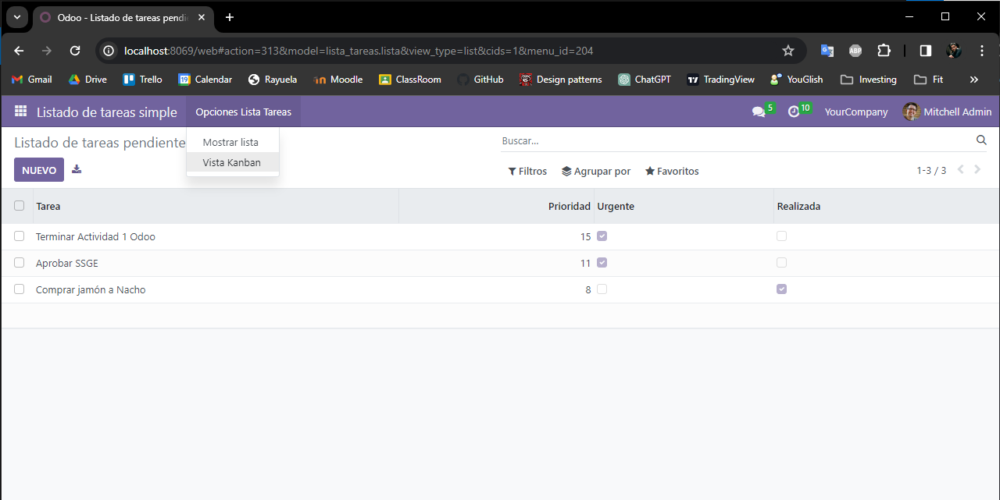 Odoo - Listado de tareas pendi
localhost:8069/web#action=313&model=lista_tareas.lista&view_type=list&cids=1&menu_id=204
ABP
Gmail Drive Trello Calendar Rayuela Moodle ClassRoom GitHub Design patterns ChatGPT TradingView YouGlish Investing Fit
Listado de tareas simple Opciones Lista Tareas 5 10 YourCompany Mitchell Admin
Listado de tareas pendiente Mostrar lista Buscar...
Vista Kanban
NUEVO Filtros Agrupar por Favoritos 1-3 / 3
Tarea Prioridad Urgente Realizada
Terminar Actividad 1 Odoo 15
Aprobar SSGE 11
Comprar jamón a Nacho 8